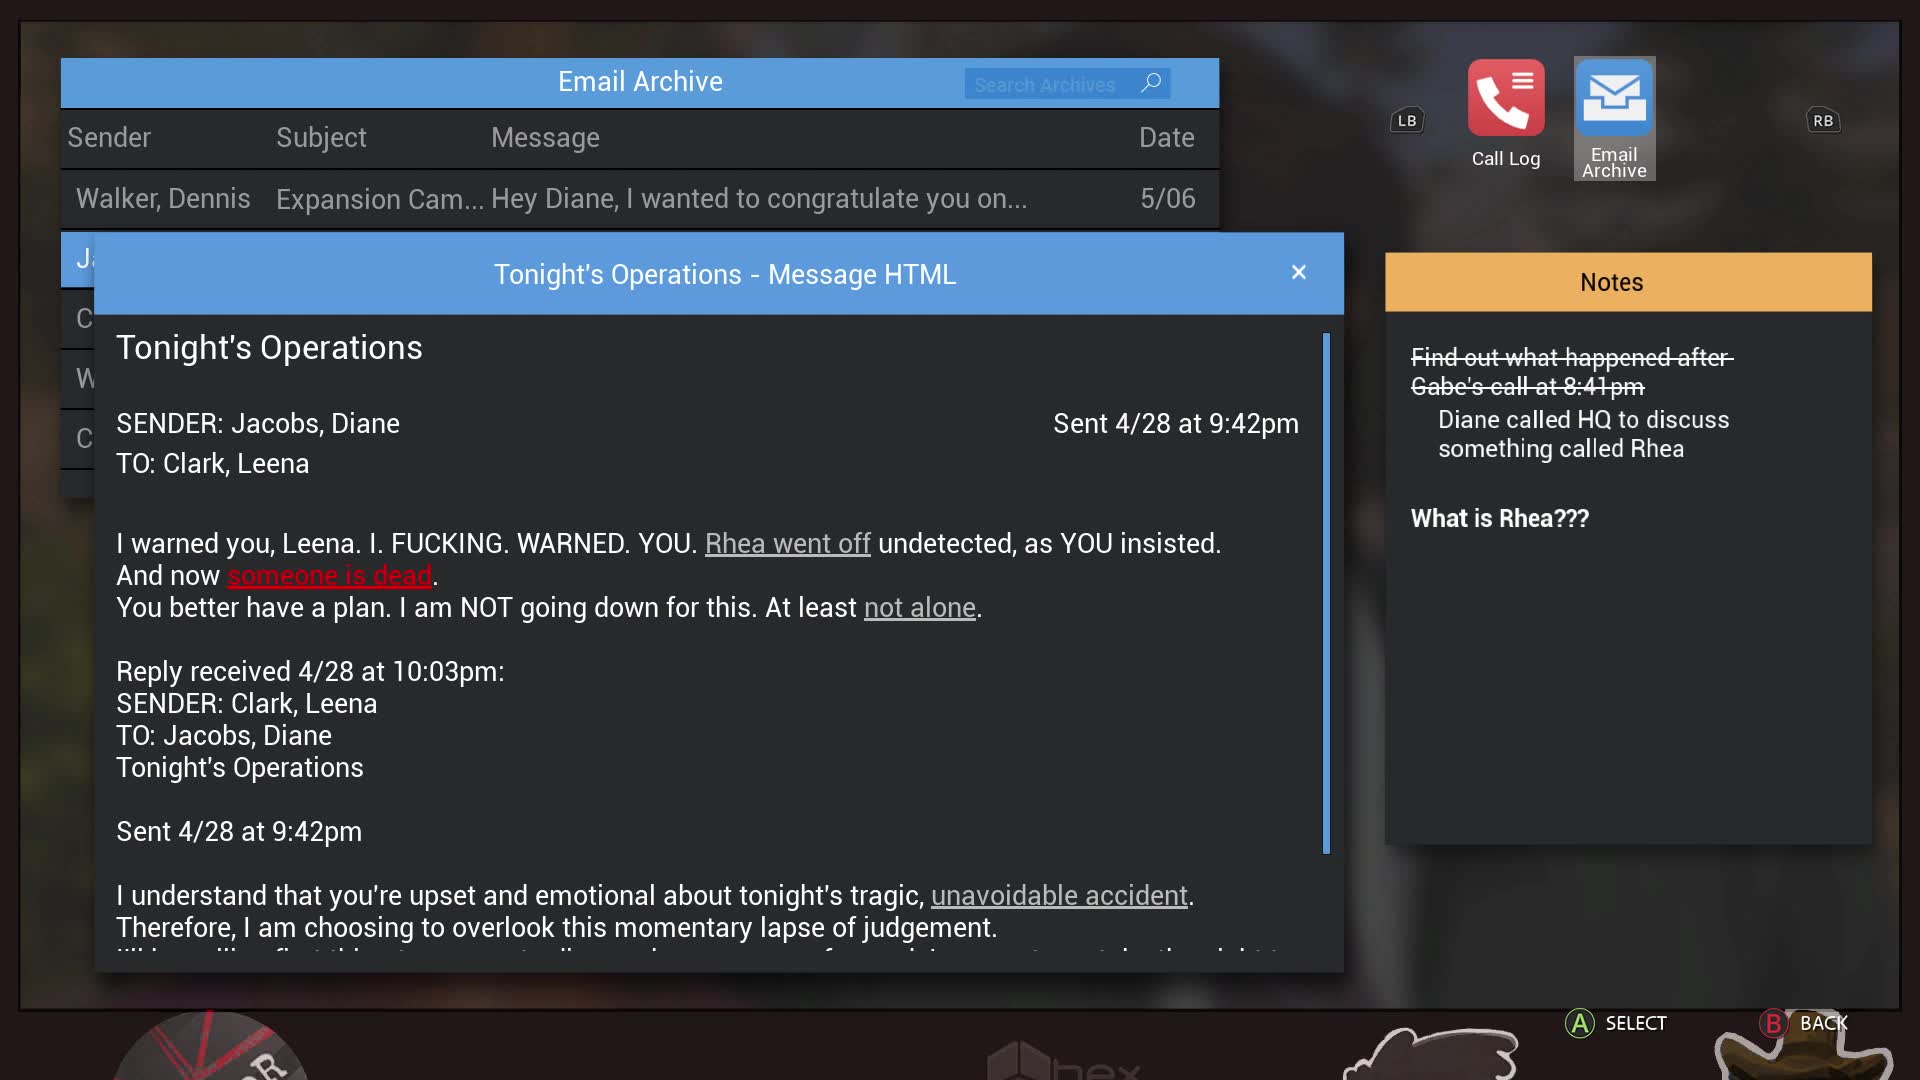 Email Archive
Search Archives
Sender Subject Message Date
Walker, Dennis Expansion Cam... Hey Diane, I wanted to congratulate you on... 5/06
C
W
C
Tonight's Operations - Message HTML
×
Tonight's Operations
SENDER: Jacobs, Diane Sent 4/28 at 9:42pm
TO: Clark, Leena
I warned you, Leena. I. FUCKING. WARNED. YOU. Rhea went off undetected, as YOU insisted.
And now someone is dead.
You better have a plan. I am NOT going down for this. At least not alone.
Reply received 4/28 at 10:03pm:
SENDER: Clark, Leena
TO: Jacobs, Diane
Tonight's Operations
Sent 4/28 at 9:42pm
I understand that you're upset and emotional about tonight's tragic, unavoidable accident.
Therefore, I am choosing to overlook this momentary lapse of judgement.
LB
Call Log
Email
Archive
RB
Notes
Find out what happened after
Gabe's call at 8:41pm
Diane called HQ to discuss
something called Rhea
What is Rhea???
A SELECT
B BACK
hex